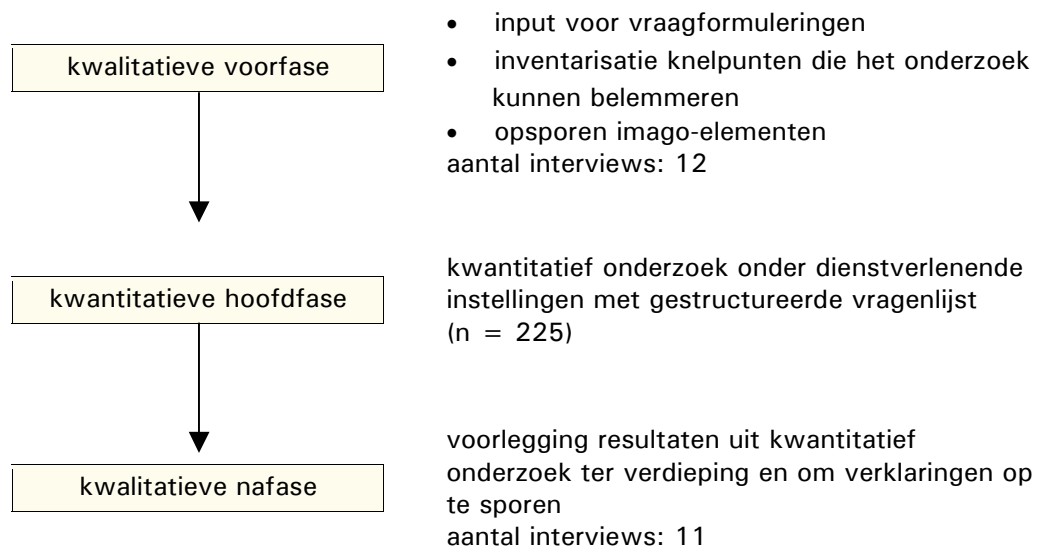 kwalitatieve voorfase
• input voor vraagformuleringen
• inventarisatie knelpunten die het onderzoek
kunnen belemmeren
• opsporen imago-elementen
aantal interviews: 12
kwantitatieve hoofdfase
kwantitatief onderzoek onder dienstverlenende
instellingen met gestructureerde vragenlijst
(n = 225)
kwalitatieve nafase
voorlegging resultaten uit kwantitatief
onderzoek ter verdieping en om verklaringen op
te sporen
aantal interviews: 11